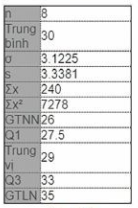 n 8
Trung
bình 30
σ 3.1225
s 3.3381
Σx 240
Σx² 7278
GTNN 26
Q1 27.5
Trung
vị 29
Q3 33
GTLN 35